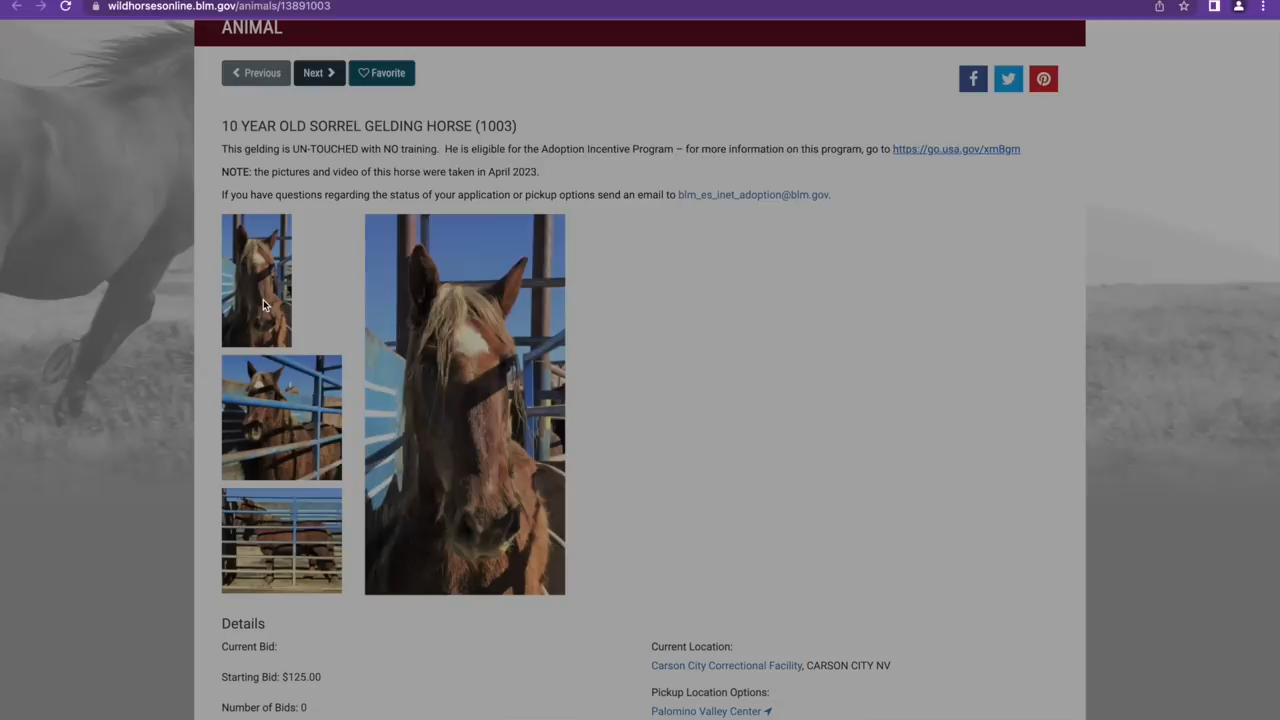 wildhorsesonline.blm.gov/animals/13891003
ANIMAL
Previous
Next
Favorite
10 YEAR OLD SORREL GELDING HORSE (1003)
This gelding is UN-TOUCHED with NO training. He is eligible for the Adoption Incentive Program – for more information on this program, go to https://go.usa.gov/xmBgm
NOTE: the pictures and video of this horse were taken in April 2023.
If you have questions regarding the status of your application or pickup options send an email to blm_es_inet_adoption@blm.gov.
Details
Current Bid:
Starting Bid: $125.00
Number of Bids: 0
Current Location:
Carson City Correctional Facility, CARSON CITY NV
Pickup Location Options:
Palomino Valley Center